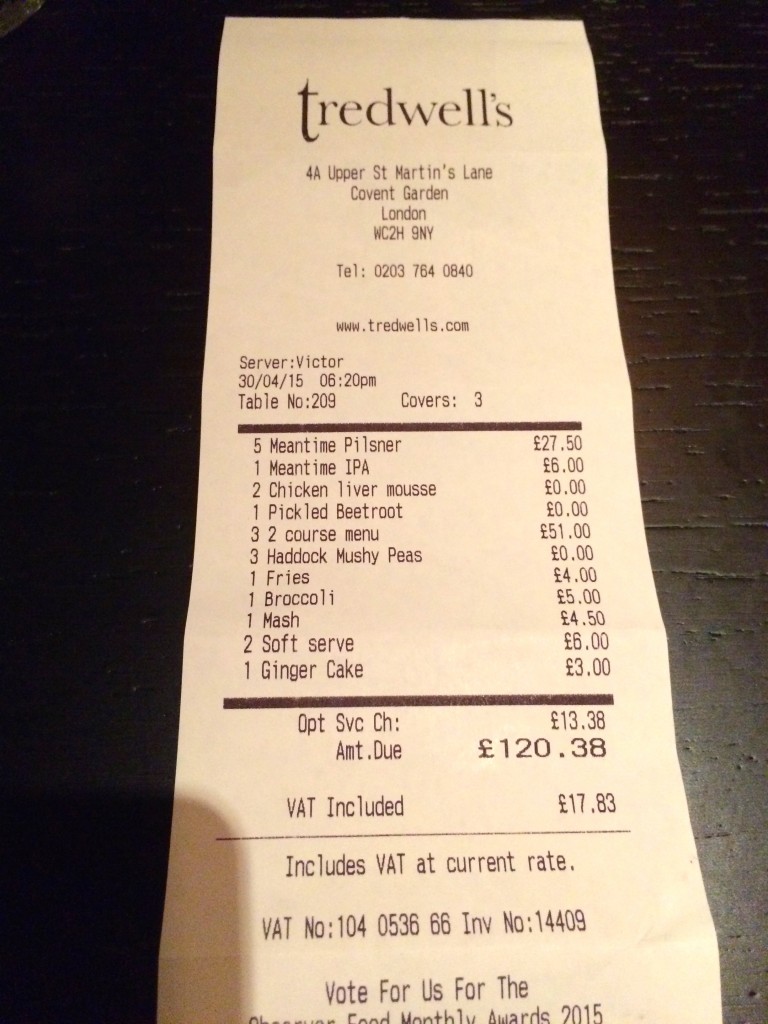 tredwell's
4A Upper St Martin's Lane
Covent Garden
London
WC2H 9NY
Tel: 0203 764 0840
www.tredwells.com
Server:Victor
30/04/15 06:20pm
Table No:209 Covers: 3
5 Meantime Pilsner £27.50
1 Meantime IPA £6.00
2 Chicken liver mousse £0.00
1 Pickled Beetroot £0.00
3 2 course menu £51.00
3 Haddock Mushy Peas £0.00
1 Fries £4.00
1 Broccoli £5.00
1 Mash £4.50
2 Soft serve £6.00
1 Ginger Cake £3.00
Opt Svc Ch: £13.38
Amt.Due £120.38
VAT Included £17.83
Includes VAT at current rate.
VAT No:104 0536 66 Inv No:14409
Vote For Us For The
Observer Food Monthly Awards 2015